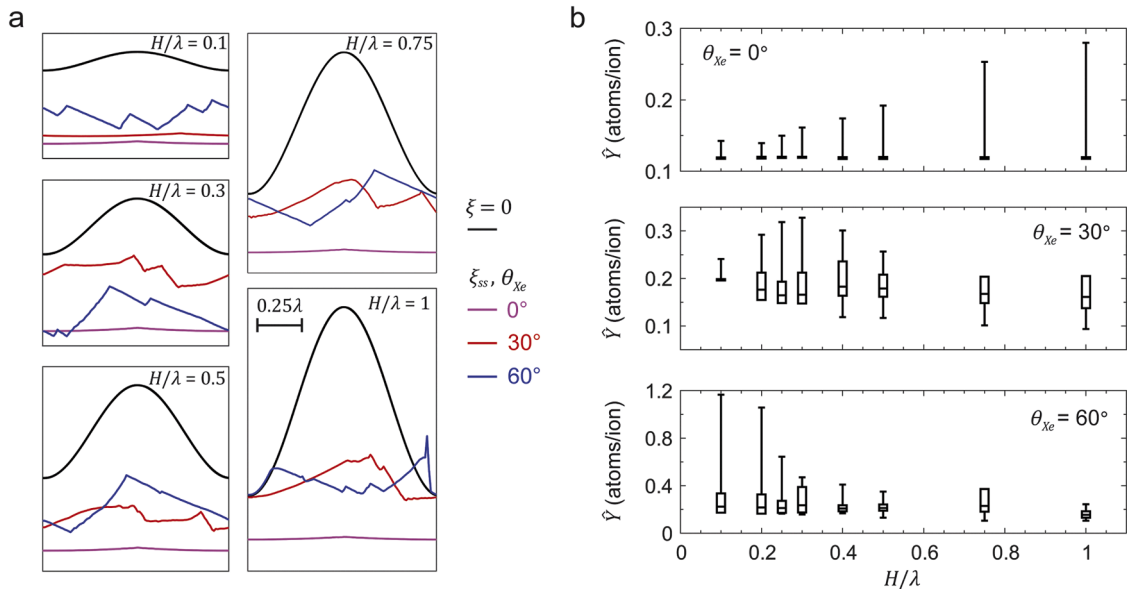 a
H/λ = 0.1
H/λ = 0.3
H/λ = 0.5
H/λ = 0.75
0.25λ
H/λ = 1
ξ = 0
ξss, θXe
0°
30°
60°
b
θXe = 0°
Ŷ (atoms/ion)
0.3
0.2
0.1
θXe = 30°
Ŷ (atoms/ion)
0.3
0.2
0.1
θXe = 60°
Ŷ (atoms/ion)
1.2
0.8
0.4
0
0 0.2 0.4 0.6 0.8 1
H/λ